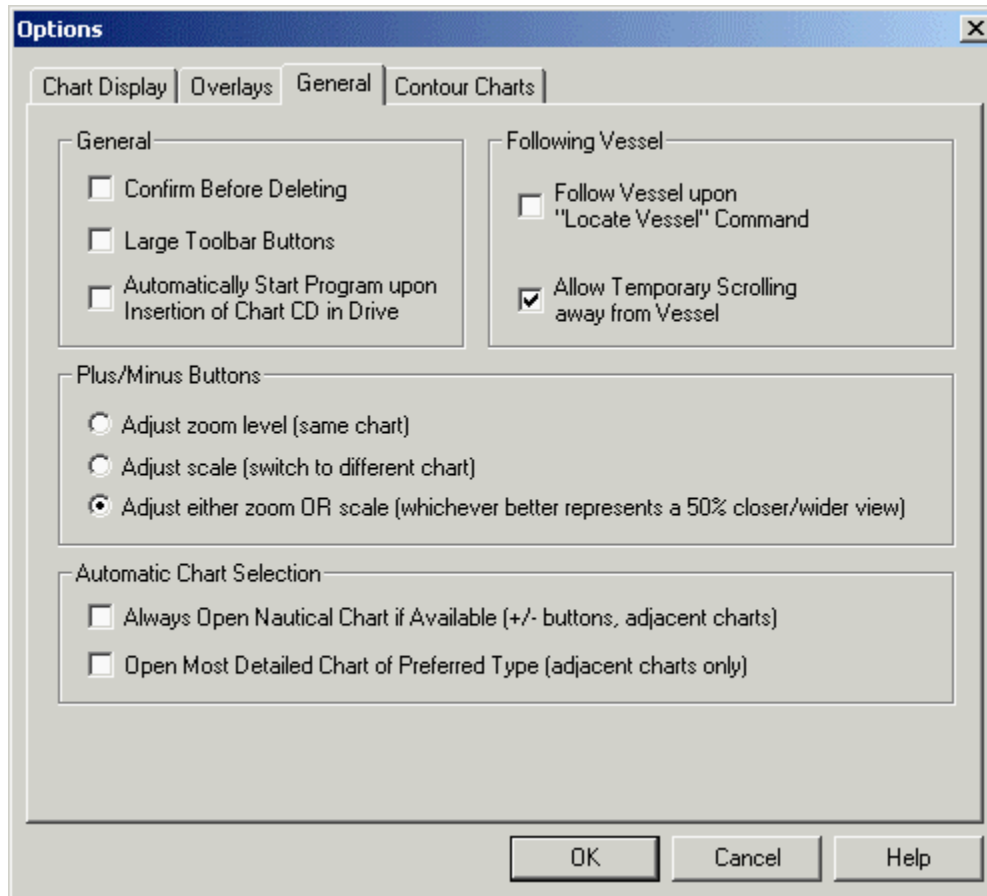 Options
Chart Display
Overlays
General
Contour Charts
General
Confirm Before Deleting
Large Toolbar Buttons
Automatically Start Program upon
Insertion of Chart CD in Drive
Following Vessel
Follow Vessel upon
"Locate Vessel" Command
Allow Temporary Scrolling
away from Vessel
Plus/Minus Buttons
Adjust zoom level (same chart)
Adjust scale (switch to different chart)
Adjust either zoom OR scale (whichever better represents a 50% closer/wider view)
Automatic Chart Selection
Always Open Nautical Chart if Available (+/- buttons, adjacent charts)
Open Most Detailed Chart of Preferred Type (adjacent charts only)
OK
Cancel
Help